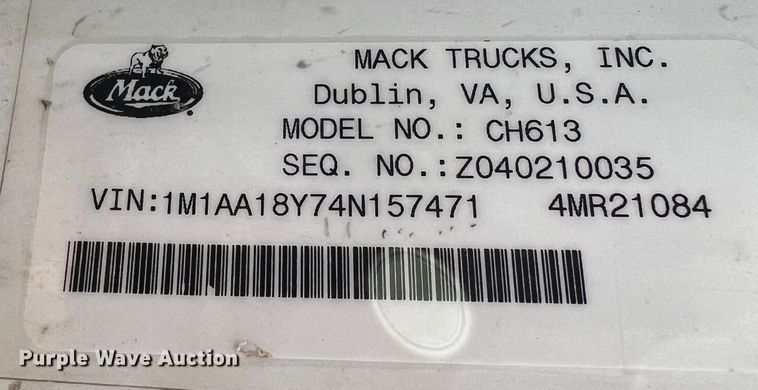 Mack
MACK TRUCKS, INC.
Dublin, VA, U.S.A.
MODEL NO.: CH613
SEQ. NO.:Z040210035
VIN:1M1AA18Y74N157471 4MR21084
Purple Wave Auction